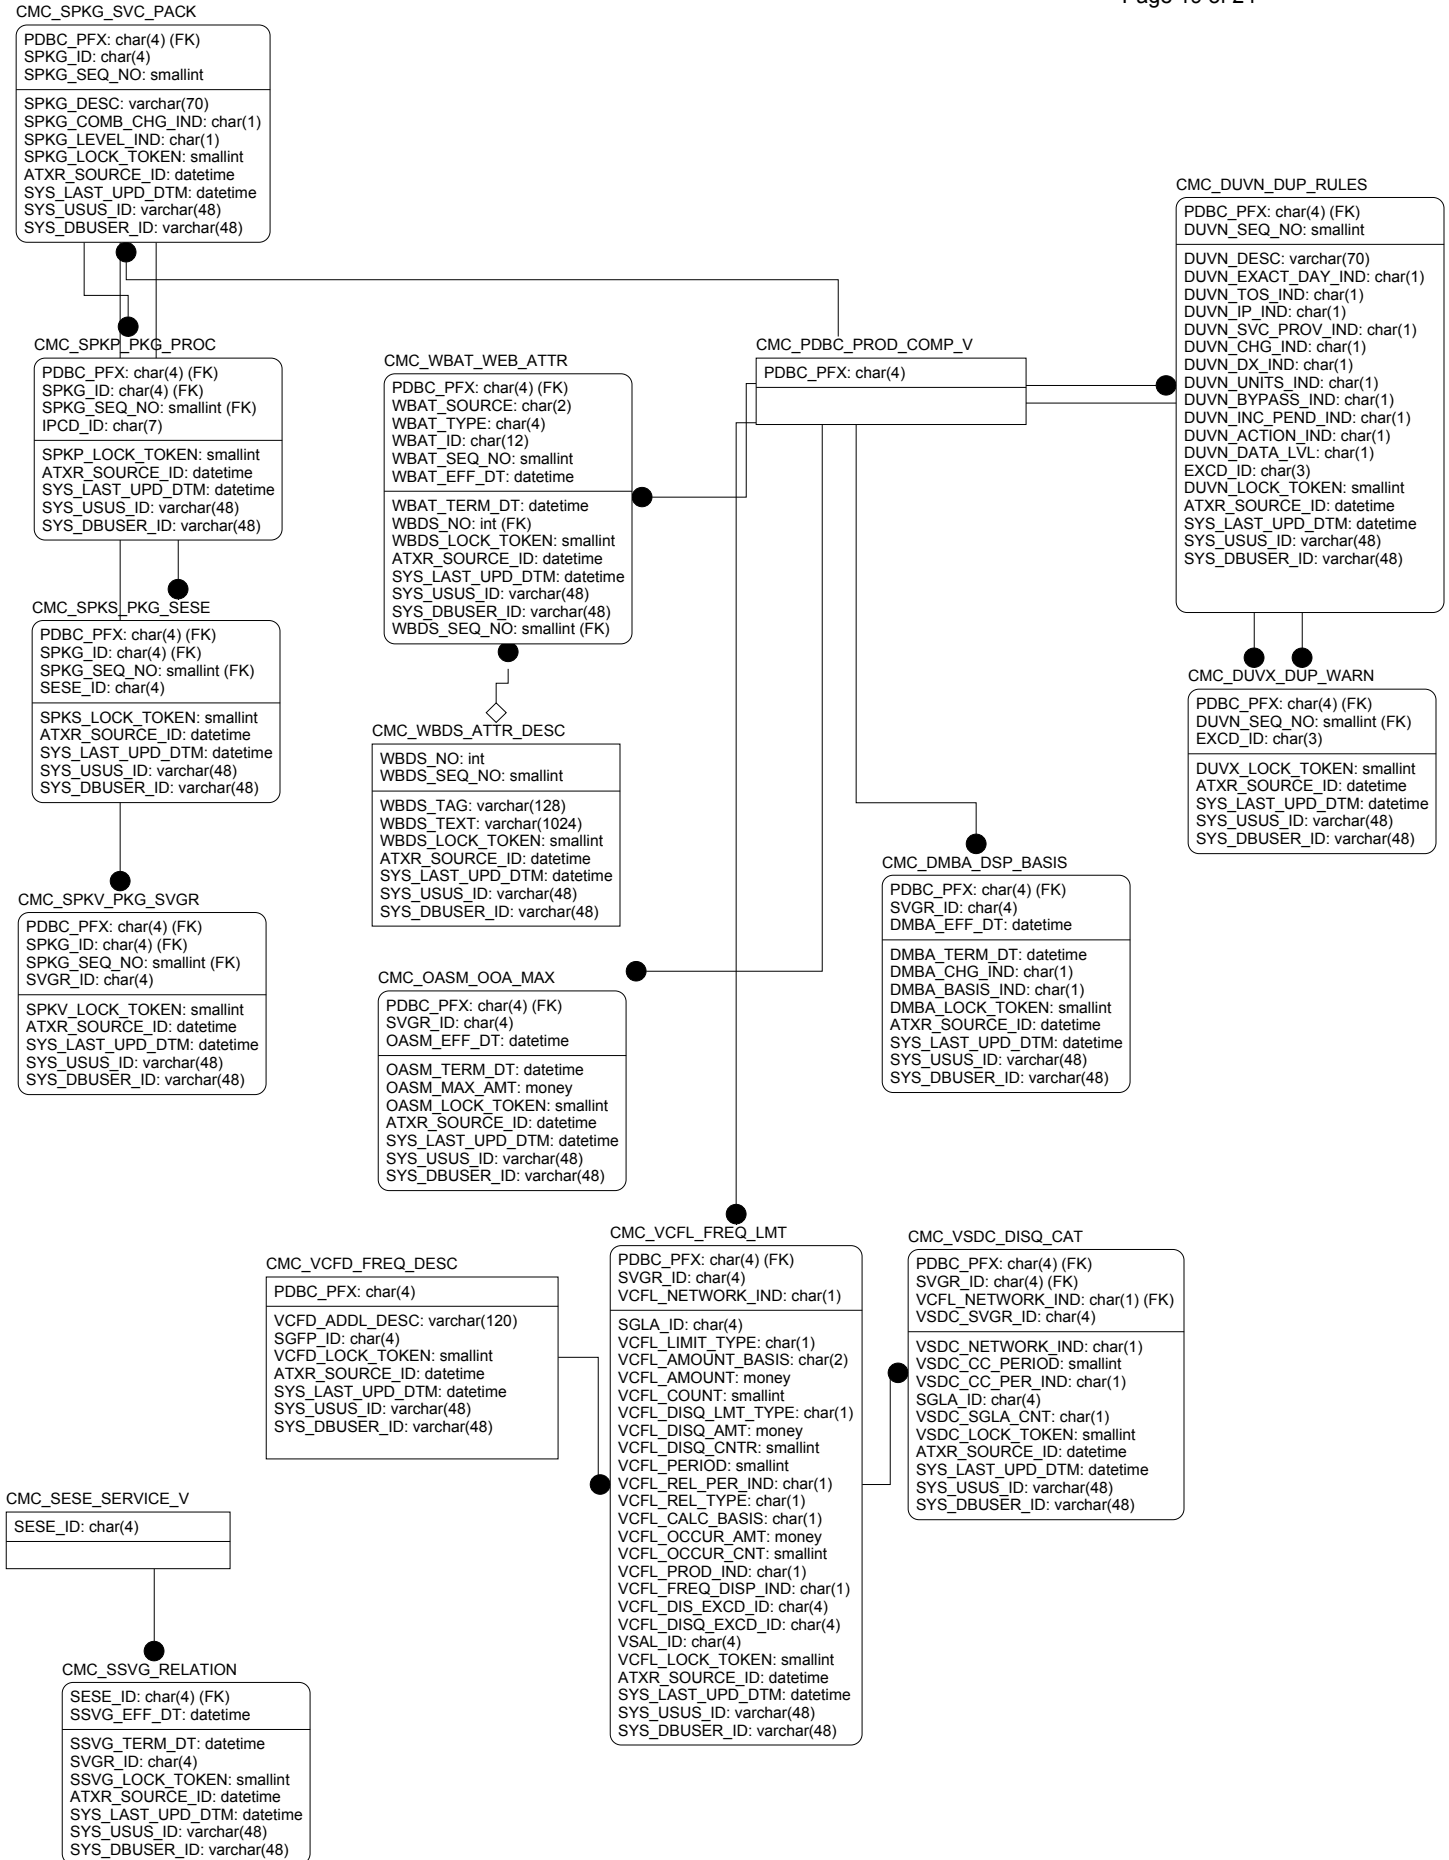 CMC_SPKG_SVC_PACK
PDBC_PFX: char(4) (FK)
SPKG_ID: char(4)
SPKG_SEQ_NO: smallint
SPKG_DESC: varchar(70)
SPKG_COMB_CHG_IND: char(1)
SPKG_LEVEL_IND: char(1)
SPKG_LOCK_TOKEN: smallint
ATXR_SOURCE_ID: datetime
SYS_LAST_UPD_DTM: datetime
SYS_USUS_ID: varchar(48)
SYS_DBUSER_ID: varchar(48)
CMC_SPKP_PKG_PROC
PDBC_PFX: char(4) (FK)
SPKG_ID: char(4) (FK)
SPKG_SEQ_NO: smallint (FK)
IPCD_ID: char(7)
SPKP_LOCK_TOKEN: smallint
ATXR_SOURCE_ID: datetime
SYS_LAST_UPD_DTM: datetime
SYS_USUS_ID: varchar(48)
SYS_DBUSER_ID: varchar(48)
CMC_SPKS_PKG_SESE
PDBC_PFX: char(4) (FK)
SPKG_ID: char(4) (FK)
SPKG_SEQ_NO: smallint (FK)
SESE_ID: char(4)
SPKS_LOCK_TOKEN: smallint
ATXR_SOURCE_ID: datetime
SYS_LAST_UPD_DTM: datetime
SYS_USUS_ID: varchar(48)
SYS_DBUSER_ID: varchar(48)
CMC_SPKV_PKG_SVGR
PDBC_PFX: char(4) (FK)
SPKG_ID: char(4) (FK)
SPKG_SEQ_NO: smallint (FK)
SVGR_ID: char(4)
SPKV_LOCK_TOKEN: smallint
ATXR_SOURCE_ID: datetime
SYS_LAST_UPD_DTM: datetime
SYS_USUS_ID: varchar(48)
SYS_DBUSER_ID: varchar(48)
CMC_WBAT_WEB_ATTR
PDBC_PFX: char(4) (FK)
WBAT_SOURCE: char(2)
WBAT_TYPE: char(4)
WBAT_ID: char(12)
WBAT_SEQ_NO: smallint
WBAT_EFF_DT: datetime
WBAT_TERM_DT: datetime
WBDS_NO: int (FK)
WBDS_LOCK_TOKEN: smallint
ATXR_SOURCE_ID: datetime
SYS_LAST_UPD_DTM: datetime
SYS_USUS_ID: varchar(48)
SYS_DBUSER_ID: varchar(48)
WBDS_SEQ_NO: smallint (FK)
CMC_WBDS_ATTR_DESC
WBDS_NO: int
WBDS_SEQ_NO: smallint
WBDS_TAG: varchar(128)
WBDS_TEXT: varchar(1024)
WBDS_LOCK_TOKEN: smallint
ATXR_SOURCE_ID: datetime
SYS_LAST_UPD_DTM: datetime
SYS_USUS_ID: varchar(48)
SYS_DBUSER_ID: varchar(48)
CMC_OASM_OOA_MAX
PDBC_PFX: char(4) (FK)
SVGR_ID: char(4)
OASM_EFF_DT: datetime
OASM_TERM_DT: datetime
OASM_MAX_AMT: money
OASM_LOCK_TOKEN: smallint
ATXR_SOURCE_ID: datetime
SYS_LAST_UPD_DTM: datetime
SYS_USUS_ID: varchar(48)
SYS_DBUSER_ID: varchar(48)
CMC_PDBC_PROD_COMP_V
PDBC_PFX: char(4)
CMC_DUVN_DUP_RULES
PDBC_PFX: char(4) (FK)
DUVN_SEQ_NO: smallint
DUVN_DESC: varchar(70)
DUVN_EXACT_DAY_IND: char(1)
DUVN_TOS_IND: char(1)
DUVN_IP_IND: char(1)
DUVN_SVC_PROV_IND: char(1)
DUVN_CHG_IND: char(1)
DUVN_DX_IND: char(1)
DUVN_UNITS_IND: char(1)
DUVN_BYPASS_IND: char(1)
DUVN_INC_PEND_IND: char(1)
DUVN_ACTION_IND: char(1)
DUVN_DATA_LVL: char(1)
EXCD_ID: char(3)
DUVN_LOCK_TOKEN: smallint
ATXR_SOURCE_ID: datetime
SYS_LAST_UPD_DTM: datetime
SYS_USUS_ID: varchar(48)
SYS_DBUSER_ID: varchar(48)
CMC_DUVX_DUP_WARN
PDBC_PFX: char(4) (FK)
DUVN_SEQ_NO: smallint (FK)
EXCD_ID: char(3)
DUVX_LOCK_TOKEN: smallint
ATXR_SOURCE_ID: datetime
SYS_LAST_UPD_DTM: datetime
SYS_USUS_ID: varchar(48)
SYS_DBUSER_ID: varchar(48)
CMC_DMBA_DSP_BASIS
PDBC_PFX: char(4) (FK)
SVGR_ID: char(4)
DMBA_EFF_DT: datetime
DMBA_TERM_DT: datetime
DMBA_CHG_IND: char(1)
DMBA_BASIS_IND: char(1)
DMBA_LOCK_TOKEN: smallint
ATXR_SOURCE_ID: datetime
SYS_LAST_UPD_DTM: datetime
SYS_USUS_ID: varchar(48)
SYS_DBUSER_ID: varchar(48)
CMC_VCFD_FREQ_DESC
PDBC_PFX: char(4)
VCFD_ADDL_DESC: varchar(120)
SGFP_ID: char(4)
VCFD_LOCK_TOKEN: smallint
ATXR_SOURCE_ID: datetime
SYS_LAST_UPD_DTM: datetime
SYS_USUS_ID: varchar(48)
SYS_DBUSER_ID: varchar(48)
CMC_VCFL_FREQ_LMT
PDBC_PFX: char(4) (FK)
SVGR_ID: char(4)
VCFL_NETWORK_IND: char(1)
SGLA_ID: char(4)
VCFL_LIMIT_TYPE: char(1)
VCFL_AMOUNT_BASIS: char(2)
VCFL_AMOUNT: money
VCFL_COUNT: smallint
VCFL_DISQ_LMT_TYPE: char(1)
VCFL_DISQ_AMT: money
VCFL_DISQ_CNTR: smallint
VCFL_PERIOD: smallint
VCFL_REL_PER_IND: char(1)
VCFL_REL_TYPE: char(1)
VCFL_CALC_BASIS: char(1)
VCFL_OCCUR_AMT: money
VCFL_OCCUR_CNT: smallint
VCFL_PROD_IND: char(1)
VCFL_FREQ_DISP_IND: char(1)
VCFL_DIS_EXCD_ID: char(4)
VCFL_DISQ_EXCD_ID: char(4)
VSAL_ID: char(4)
VCFL_LOCK_TOKEN: smallint
ATXR_SOURCE_ID: datetime
SYS_LAST_UPD_DTM: datetime
SYS_USUS_ID: varchar(48)
SYS_DBUSER_ID: varchar(48)
CMC_VSDC_DISQ_CAT
PDBC_PFX: char(4) (FK)
SVGR_ID: char(4) (FK)
VCFL_NETWORK_IND: char(1) (FK)
VSDC_SVGR_ID: char(4)
VSDC_NETWORK_IND: char(1)
VSDC_CC_PERIOD: smallint
VSDC_CC_PER_IND: char(1)
SGLA_ID: char(4)
VSDC_SGLA_CNT: char(1)
VSDC_LOCK_TOKEN: smallint
ATXR_SOURCE_ID: datetime
SYS_LAST_UPD_DTM: datetime
SYS_USUS_ID: varchar(48)
SYS_DBUSER_ID: varchar(48)
CMC_SESE_SERVICE_V
SESE_ID: char(4)
CMC_SSVG_RELATION
SESE_ID: char(4) (FK)
SSVG_EFF_DT: datetime
SSVG_TERM_DT: datetime
SVGR_ID: char(4)
SSVG_LOCK_TOKEN: smallint
ATXR_SOURCE_ID: datetime
SYS_LAST_UPD_DTM: datetime
SYS_USUS_ID: varchar(48)
SYS_DBUSER_ID: varchar(48)